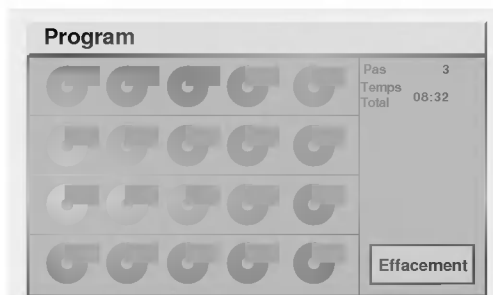 Program
Pas 3
Temps
Total 08:32
Effacement